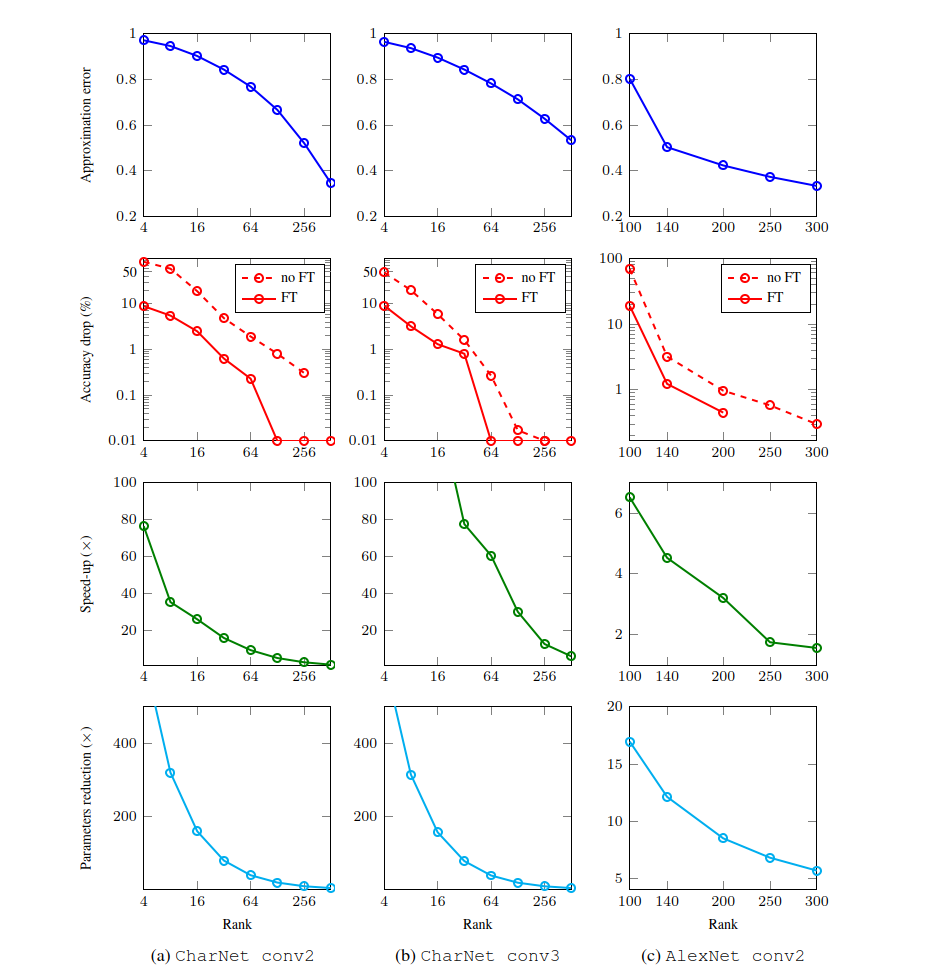 1
0.8
0.6
0.4
0.2
4 16 64 256
Approximation error
1
0.8
0.6
0.4
0.2
4 16 64 256
1
0.8
0.6
0.4
0.2
100 140 200 250 300
50
10
1
0.1
0.01
4 16 64 256
Accuracy drop (%)
no FT
FT
50
10
1
0.1
0.01
4 16 64 256
no FT
FT
100
10
1
100 140 200 250 300
no FT
FT
100
80
60
40
20
4 16 64 256
Speed-up (×)
100
80
60
40
20
4 16 64 256
6
4
2
100 140 200 250 300
400
200
4 16 64 256
Parameters reduction (×)
Rank
400
200
4 16 64 256
Rank
20
15
10
5
100 140 200 250 300
Rank
(a) CharNet conv2
(b) CharNet conv3
(c) AlexNet conv2